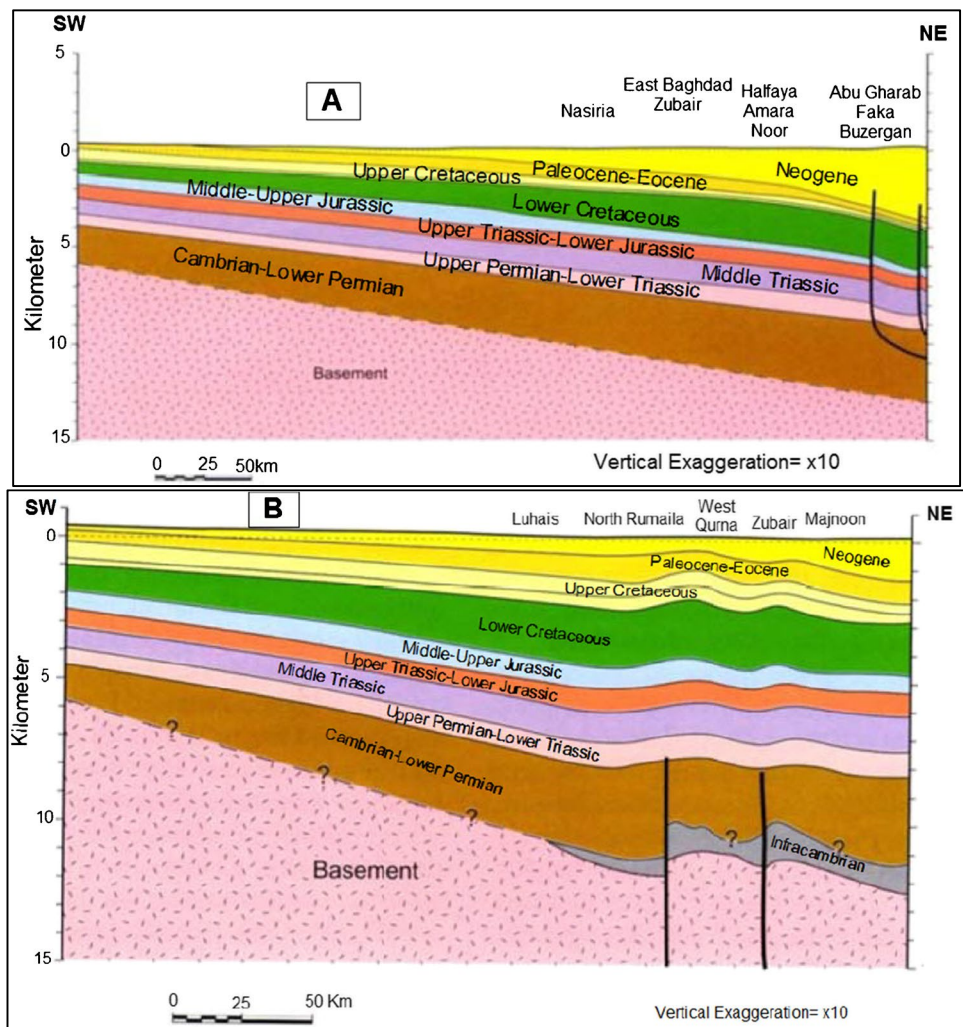 SW
NE
5
A
East Baghdad
Zubair
Halfaya
Amara
Noor
Abu Gharab
Faka
Buzergan
Nasiria
0
Neogene
Paleocene-Eocene
Upper Cretaceous
Middle-Upper Jurassic
Lower Cretaceous
5
Upper Triassic-Lower Jurassic
Cambrian-Lower Permian
Upper Permian-Lower Triassic
Middle Triassic
Kilometer
10
Basement
15
0 25 50km
Vertical Exaggeration= x10
SW
B
NE
Luhais
North Rumaila
West
Qurna
Zubair
Majnoon
0
Neogene
Paleocene-Eocene
Upper Cretaceous
Lower Cretaceous
Middle-Upper Jurassic
5
Upper Triassic-Lower Jurassic
Middle Triassic
Upper Permian-Lower Triassic
Cambrian-Lower Permian
Kilometer
?
?
?
?
?
10
Infracambrian
Basement
15
0 25 50 Km
Vertical Exaggeration= x10